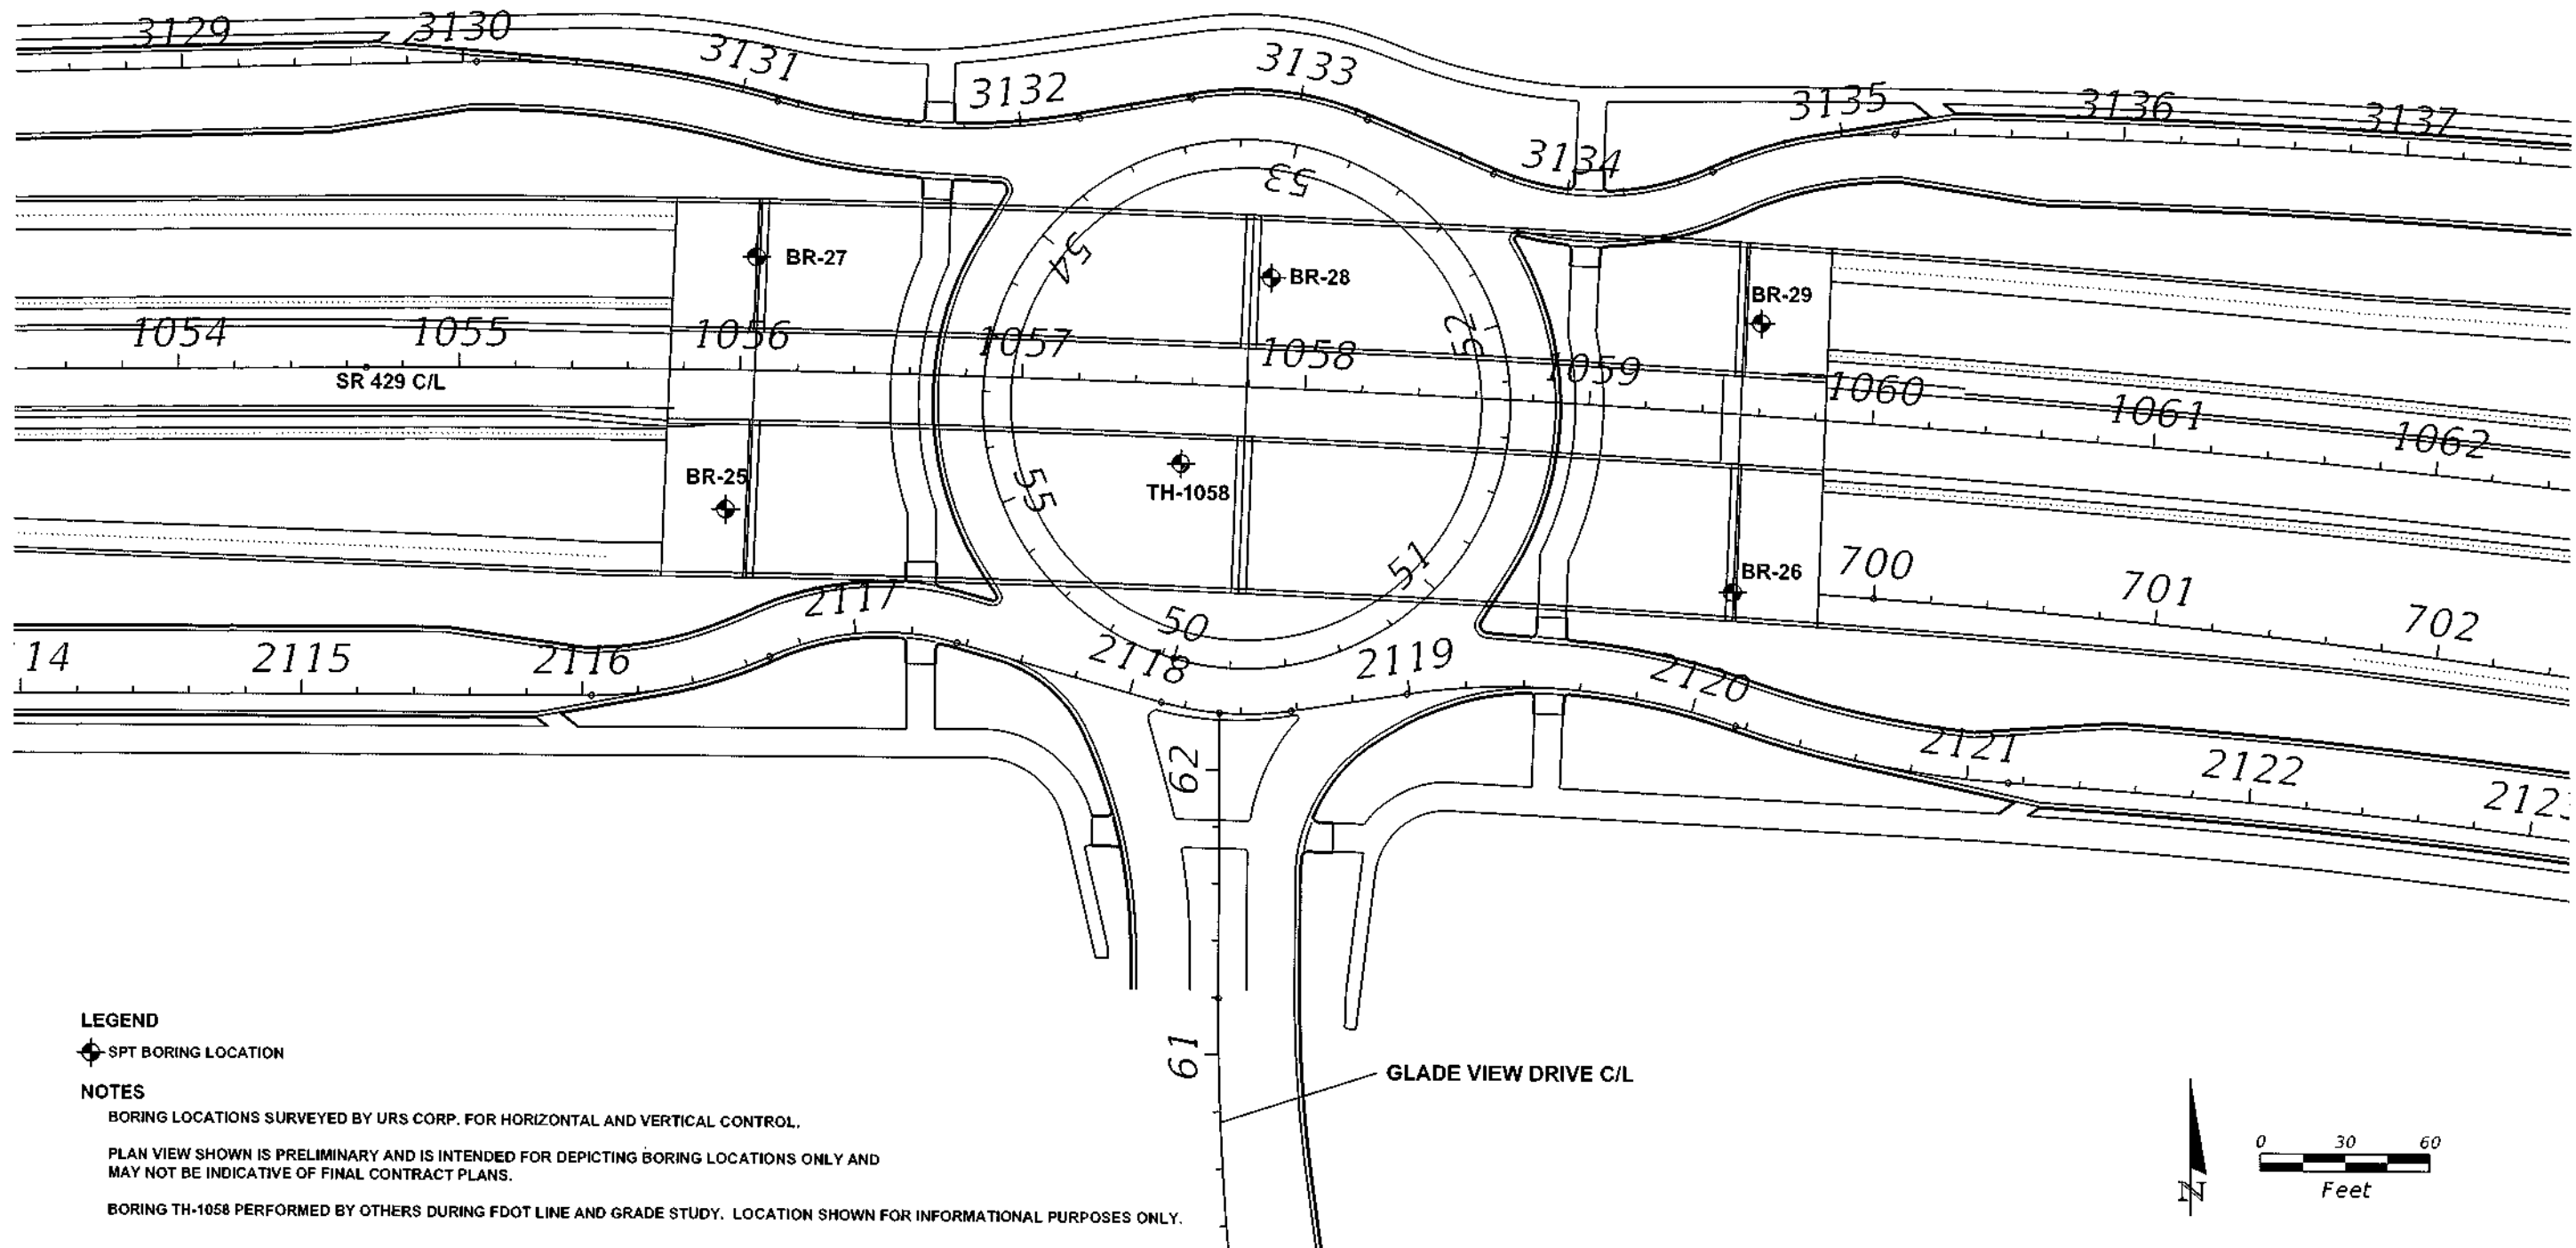 3129
3130
3131
3132
3133
3134
3135
3136
3137
53
54
52
55
51
50
BR-27
BR-28
BR-29
1054
1055
1056
1057
1058
1059
1060
1061
1062
SR 429 C/L
BR-25
TH-1058
BR-26
700
701
702
14
2115
2116
2117
2118
2119
2120
2121
2122
212
62
61
GLADE VIEW DRIVE C/L
LEGEND
SPT BORING LOCATION
NOTES
BORING LOCATIONS SURVEYED BY URS CORP. FOR HORIZONTAL AND VERTICAL CONTROL.
PLAN VIEW SHOWN IS PRELIMINARY AND IS INTENDED FOR DEPICTING BORING LOCATIONS ONLY AND
MAY NOT BE INDICATIVE OF FINAL CONTRACT PLANS.
BORING TH-1058 PERFORMED BY OTHERS DURING FDOT LINE AND GRADE STUDY. LOCATION SHOWN FOR INFORMATIONAL PURPOSES ONLY.
N
0 30 60
Feet